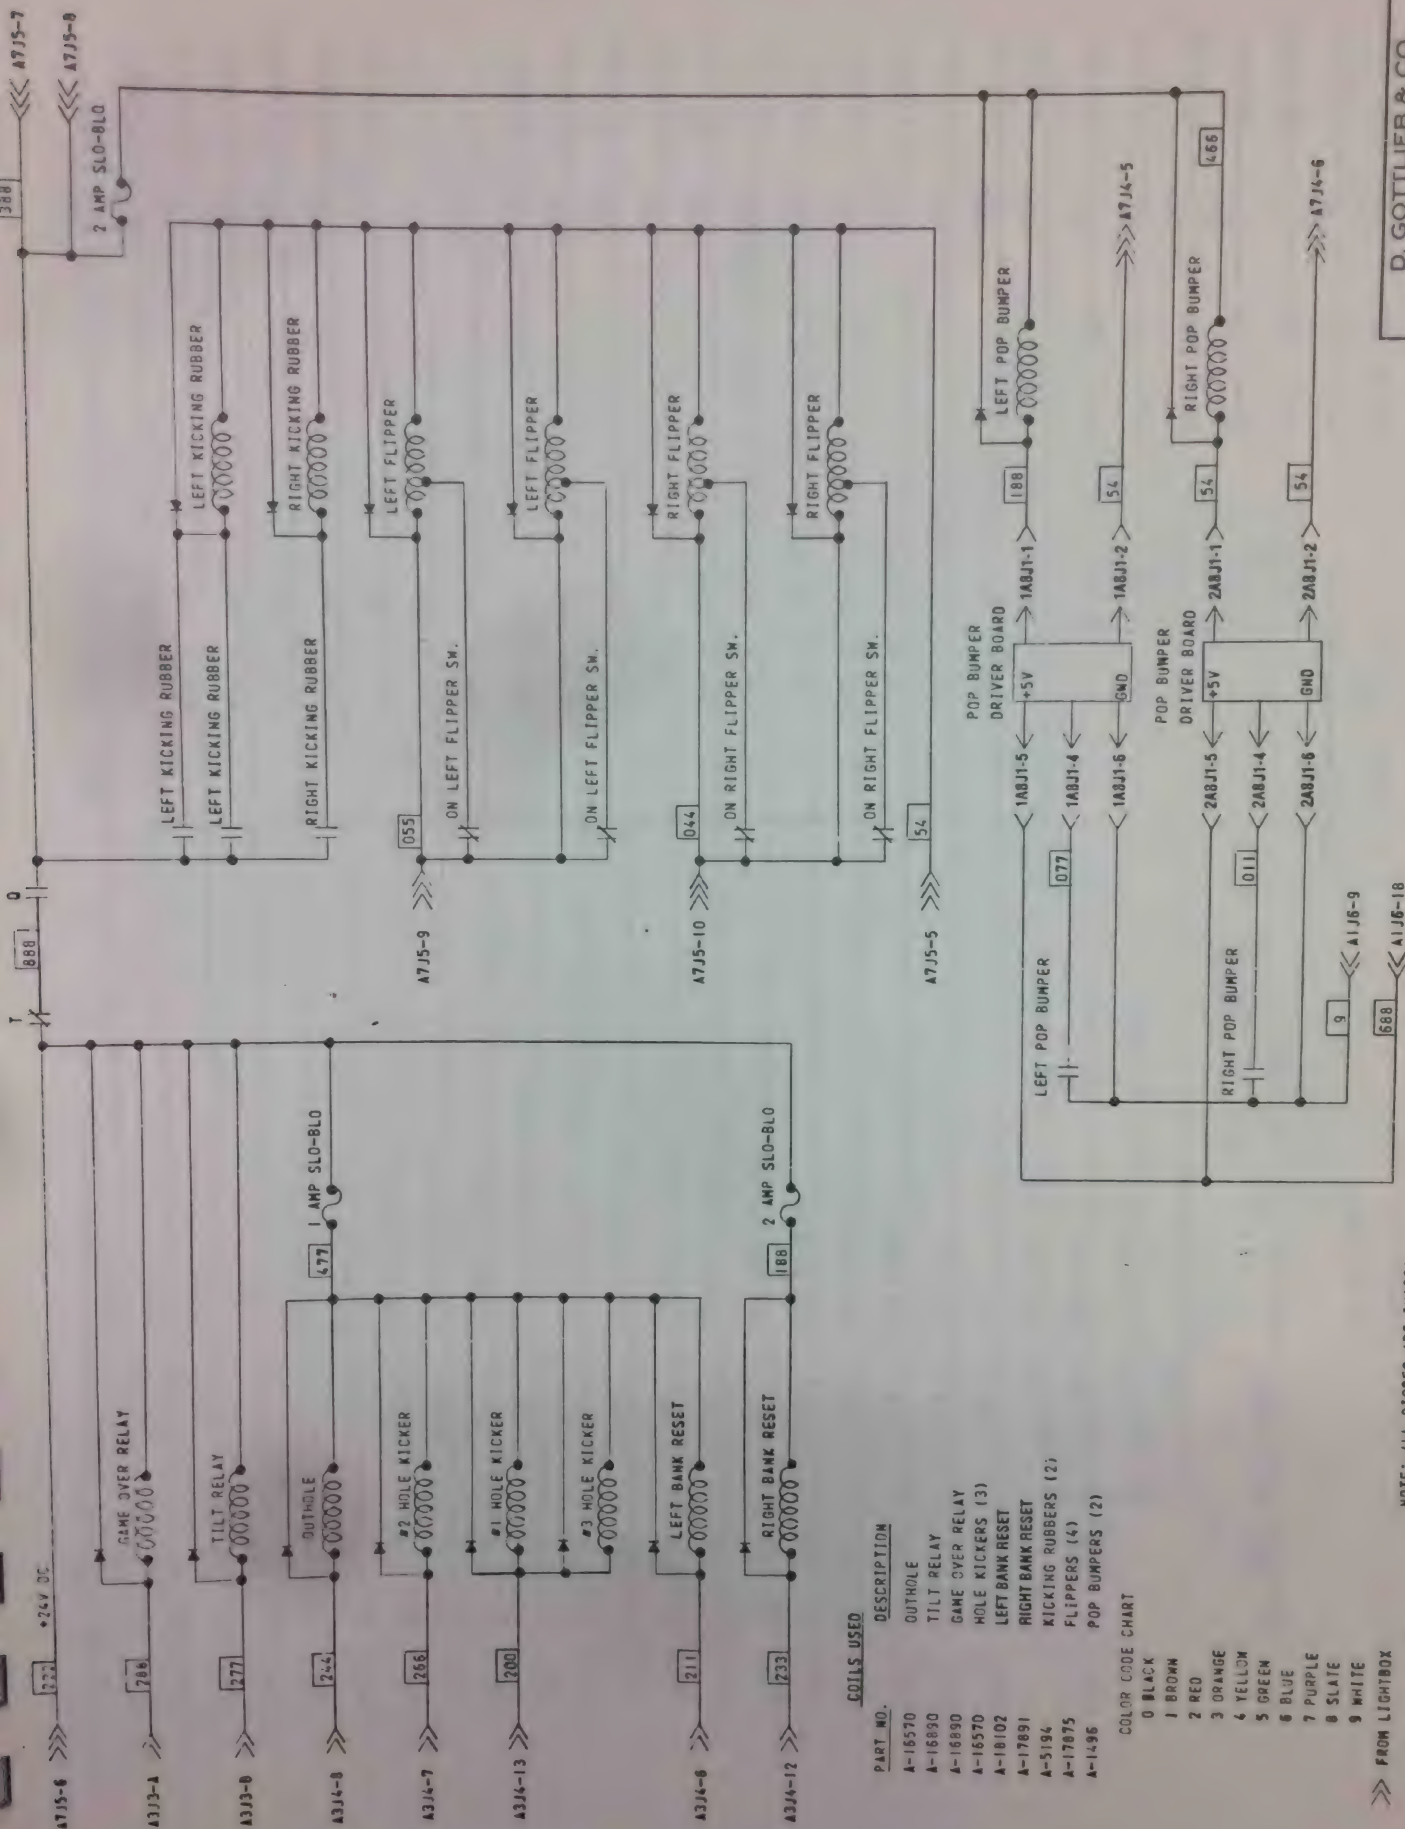 A7J5-6
+24V DC
T
888
Q
388
A7J5-7
A7J5-8
2 AMP SLO-BLO
A3J3-A
288
GAME OVER RELAY
A3J3-B
277
TILT RELAY
A3J4-8
244
OUTHOLE
477
1 AMP SLO-BLO
A3J4-7
266
#2 HOLE KICKER
A3J4-13
200
#1 HOLE KICKER
#3 HOLE KICKER
A3J4-6
211
LEFT BANK RESET
A3J4-12
233
RIGHT BANK RESET
188
2 AMP SLO-BLO
LEFT KICKING RUBBER
LEFT KICKING RUBBER
LEFT KICKING RUBBER
RIGHT KICKING RUBBER
RIGHT KICKING RUBBER
A7J5-9
055
LEFT FLIPPER
ON LEFT FLIPPER SW.
LEFT FLIPPER
ON LEFT FLIPPER SW.
A7J5-10
044
RIGHT FLIPPER
ON RIGHT FLIPPER SW.
RIGHT FLIPPER
ON RIGHT FLIPPER SW.
A7J5-5
54
POP BUMPER
DRIVER BOARD
+5V
GND
1A8J1-5
1A8J1-4
1A8J1-6
1A8J1-1
188
LEFT POP BUMPER
1A8J1-2
54
A7J4-5
LEFT POP BUMPER
077
POP BUMPER
DRIVER BOARD
+5V
GND
2A8J1-5
2A8J1-4
2A8J1-6
2A8J1-1
54
RIGHT POP BUMPER
466
2A8J1-2
54
A7J4-6
RIGHT POP BUMPER
011
9
A1J6-9
688
A1J6-18
COILS USED
PART NO. DESCRIPTION
A-16570 OUTHOLE
A-16890 TILT RELAY
A-16890 GAME OVER RELAY
A-16570 HOLE KICKERS (3)
A-18102 LEFT BANK RESET
A-17891 RIGHT BANK RESET
A-5194 KICKING RUBBERS (2)
A-17875 FLIPPERS (4)
A-1496 POP BUMPERS (2)
COLOR CODE CHART
0 BLACK
1 BROWN
2 RED
3 ORANGE
4 YELLOW
5 GREEN
6 BLUE
7 PURPLE
8 SLATE
9 WHITE
>> FROM LIGHTBOX
D. GOTTLIEB & CO.